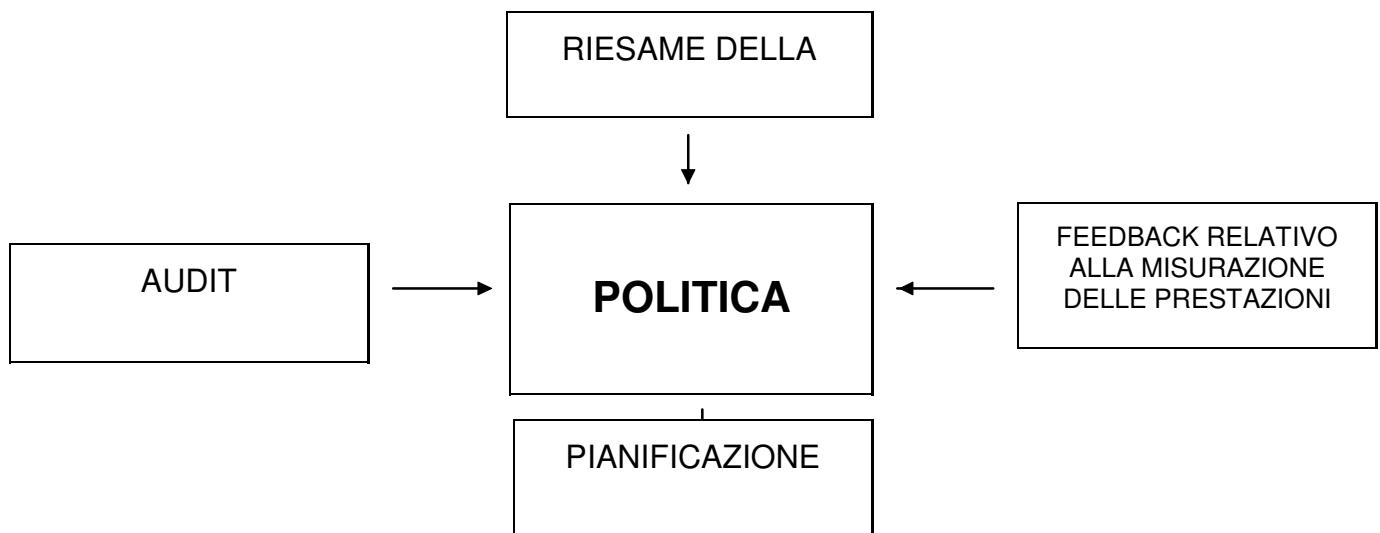 RIESAME DELLA
AUDIT
POLITICA
FEEDBACK RELATIVO
ALLA MISURAZIONE
DELLE PRESTAZIONI
PIANIFICAZIONE